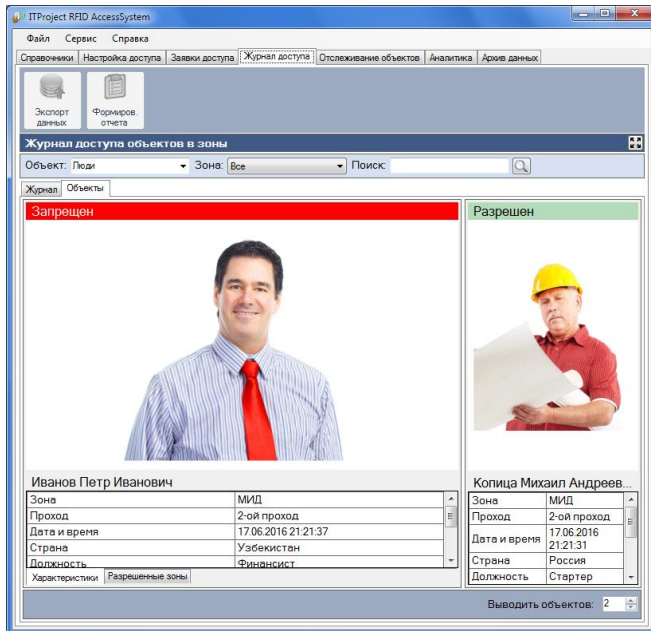 ITProject RFID AccessSystem
Файл Сервис Справка
Справочники Настройка доступа Заявки доступа Журнал доступа Отслеживание объектов Аналитика Архив данных
Экспорт данных
Формиров. отчета
Журнал доступа объектов в зоны
Объект: Люди Зона: Все Поиск:
Журнал Объекты
Запрещен
Иванов Петр Иванович
Зона МИД
Проход 2-ой проход
Дата и время 17.06.2016 21:21:37
Страна Узбекистан
Должность Финансист
Характеристики Разрешенные зоны
Разрешен
Копица Михаил Андреев...
Зона МИД
Проход 2-ой проход
Дата и время 17.06.2016 21:21:31
Страна Россия
Должность Стартер
Выводить объектов: 2